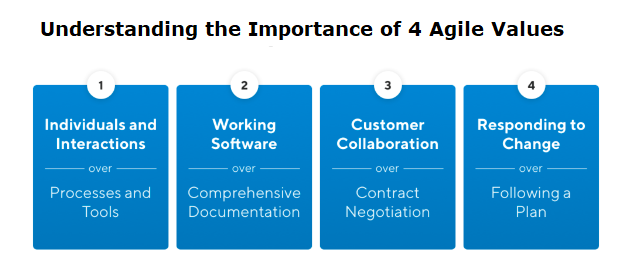 Understanding the Importance of 4 Agile Values
1
Individuals and
Interactions
over
Processes and
Tools
2
Working
Software
over
Comprehensive
Documentation
3
Customer
Collaboration
over
Contract
Negotiation
4
Responding to
Change
over
Following a
Plan